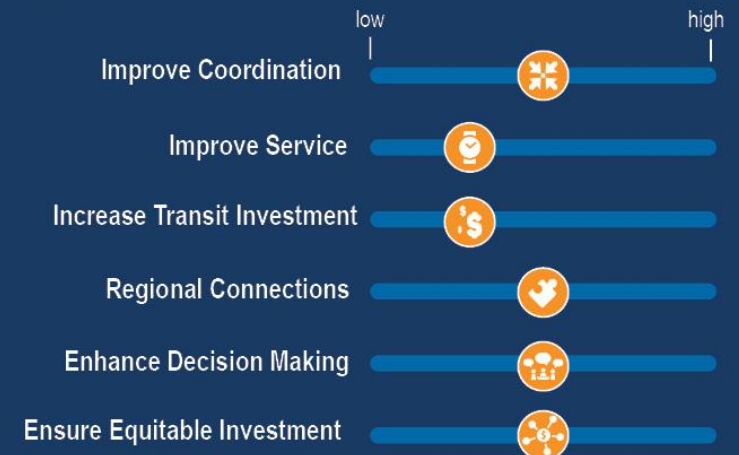 low high
Improve Coordination
Improve Service
Increase Transit Investment
Regional Connections
Enhance Decision Making
Ensure Equitable Investment